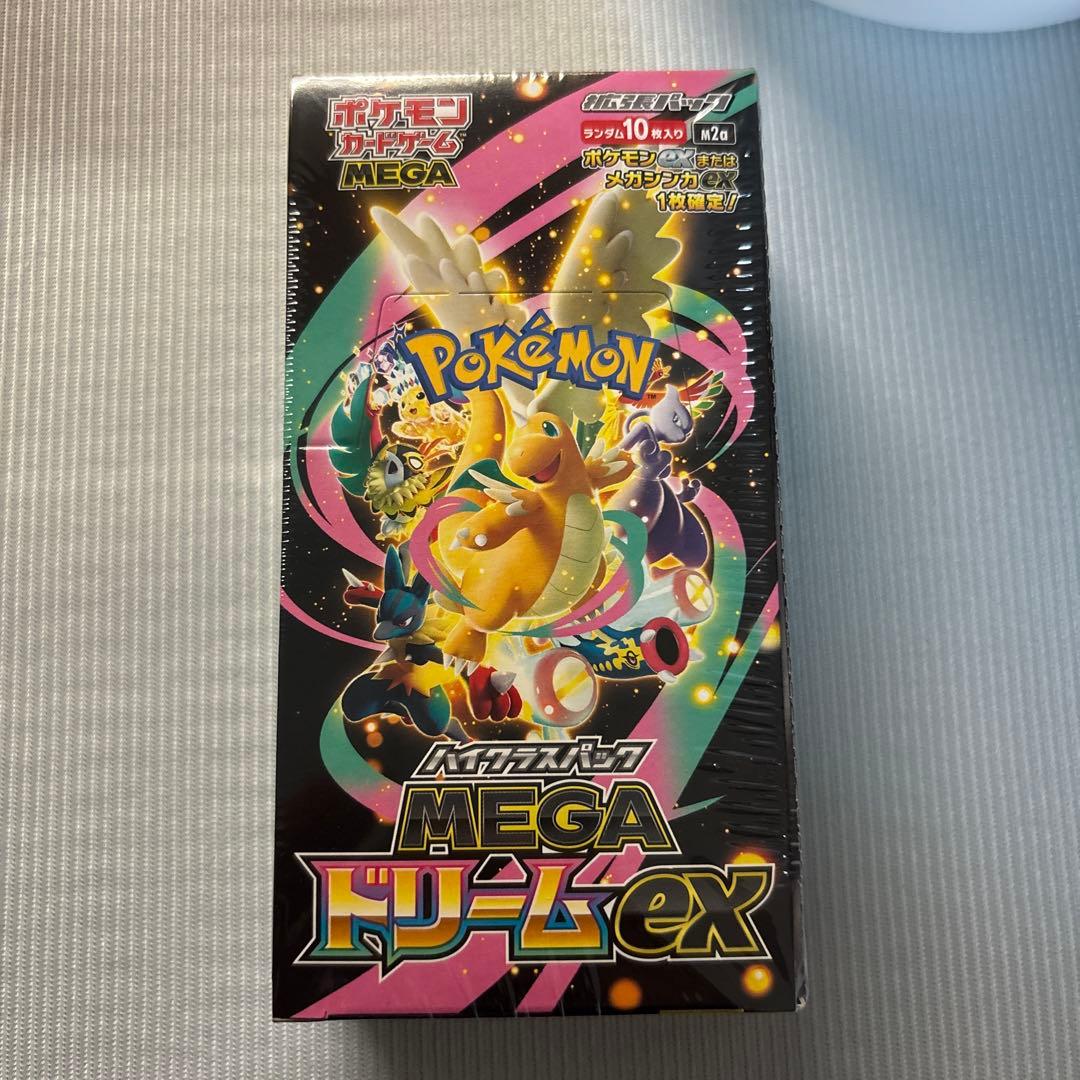 ポケモン
カードゲーム™
MEGA
拡張パック
ランダム10枚入り M2a
ポケモンexまたは
メガシンカex
1枚確定!
POKéMON™
ハイクラスパック
MEGA
ドリームex